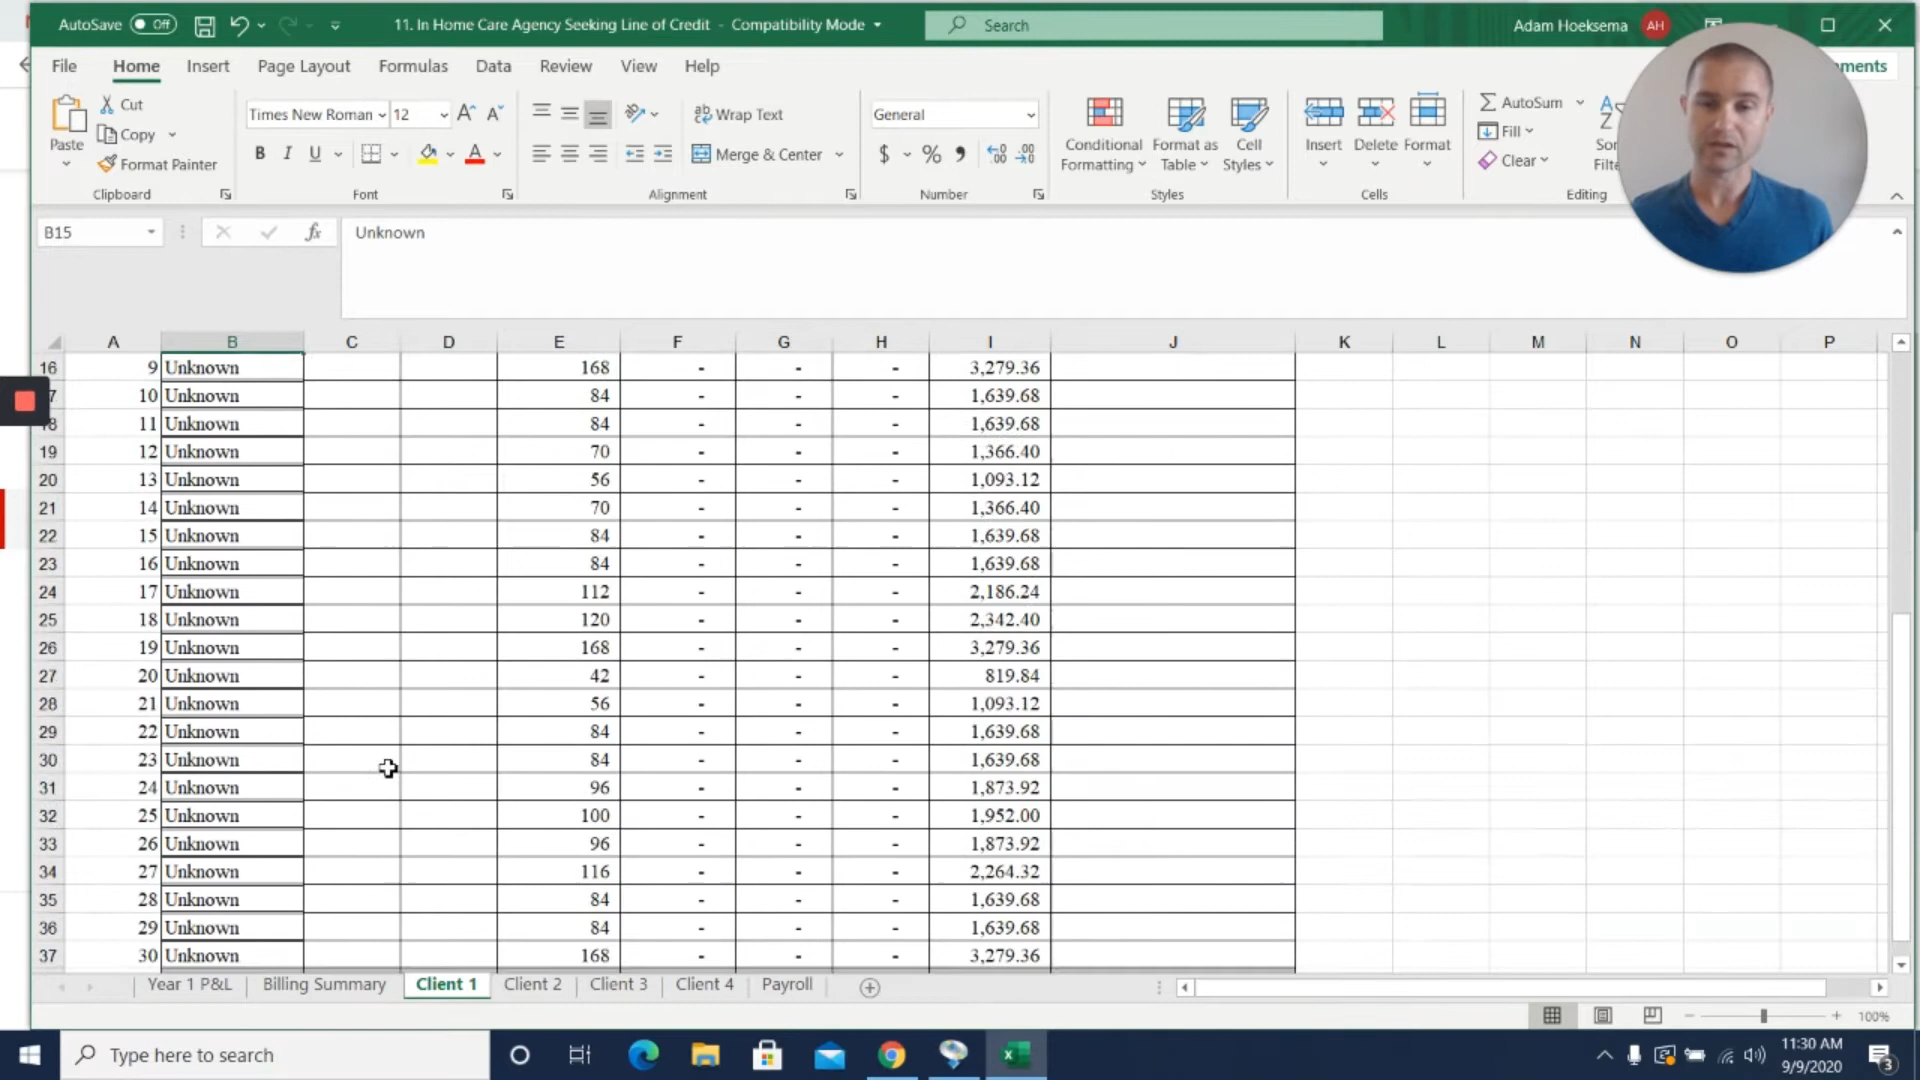 AutoSave Off 11. In Home Care Agency Seeking Line of Credit - Compatibility Mode Search Adam Hoeksema AH
File Home Insert Page Layout Formulas Data Review View Help ments
Paste Cut Copy Format Painter Clipboard
Times New Roman 12 B I U A Font
ab Wrap Text Merge & Center Alignment
General $ % Number
Conditional Formatting Format as Table Cell Styles Styles
Insert Delete Format Cells
AutoSum Fill Clear Sor Filt Editing
B15 fx Unknown
A B C D E F G H I J K L M N O P
16 9 Unknown 168 - - - 3,279.36
7 10 Unknown 84 - - - 1,639.68
18 11 Unknown 84 - - - 1,639.68
19 12 Unknown 70 - - - 1,366.40
20 13 Unknown 56 - - - 1,093.12
21 14 Unknown 70 - - - 1,366.40
22 15 Unknown 84 - - - 1,639.68
23 16 Unknown 84 - - - 1,639.68
24 17 Unknown 112 - - - 2,186.24
25 18 Unknown 120 - - - 2,342.40
26 19 Unknown 168 - - - 3,279.36
27 20 Unknown 42 - - - 819.84
28 21 Unknown 56 - - - 1,093.12
29 22 Unknown 84 - - - 1,639.68
30 23 Unknown 84 - - - 1,639.68
31 24 Unknown 96 - - - 1,873.92
32 25 Unknown 100 - - - 1,952.00
33 26 Unknown 96 - - - 1,873.92
34 27 Unknown 116 - - - 2,264.32
35 28 Unknown 84 - - - 1,639.68
36 29 Unknown 84 - - - 1,639.68
37 30 Unknown 168 - - - 3,279.36
Year 1 P&L Billing Summary Client 1 Client 2 Client 3 Client 4 Payroll
100%
Type here to search 11:30 AM
9/9/2020 3